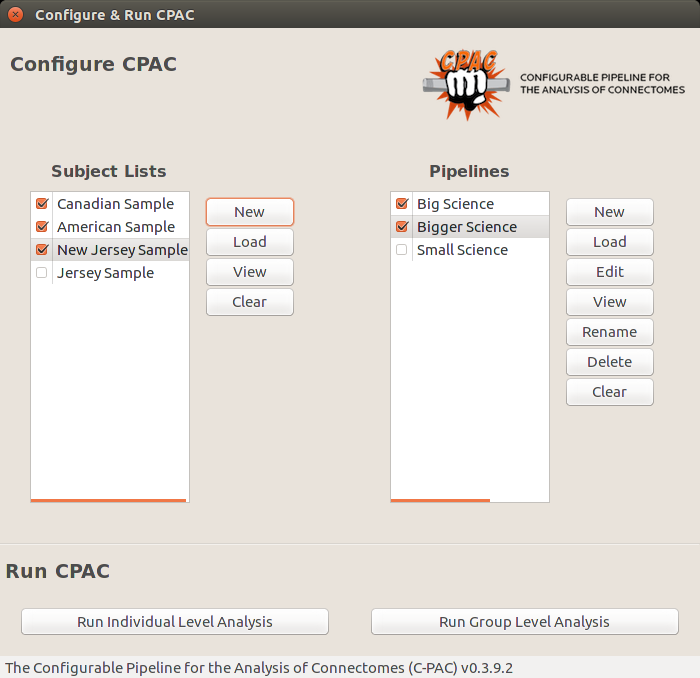 Configure & Run CPAC
Configure CPAC
CPAC
CONFIGURABLE PIPELINE FOR
THE ANALYSIS OF CONNECTOMES
Subject Lists
Canadian Sample
American Sample
New Jersey Sample
Jersey Sample
New
Load
View
Clear
Pipelines
Big Science
Bigger Science
Small Science
New
Load
Edit
View
Rename
Delete
Clear
Run CPAC
Run Individual Level Analysis
Run Group Level Analysis
The Configurable Pipeline for the Analysis of Connectomes (C-PAC) v0.3.9.2